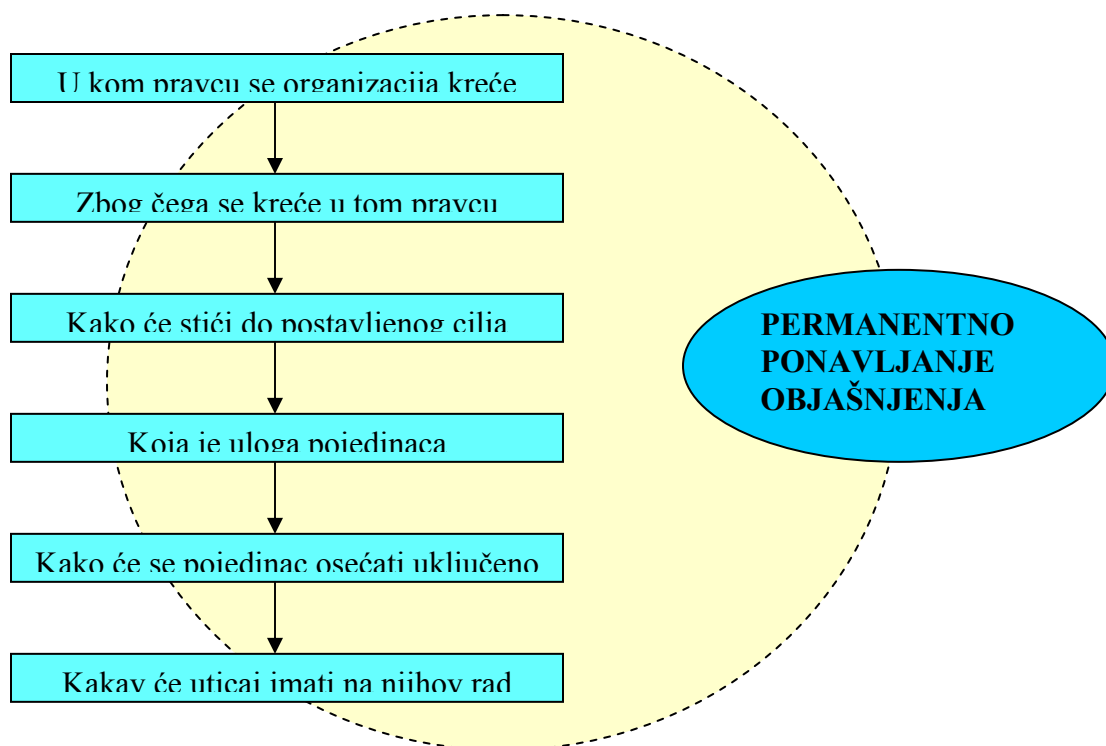 U kom pravcu se organizacija kreće
Zbog čega se kreće u tom pravcu
Kako će stići do postavljenog cilja
Koja je uloga pojedinaca
Kako će se pojedinac osećati uključeno
Kakav će uticaj imati na njihov rad
PERMANENTNO
PONAVLJANJE
OBJAŠNJENJA